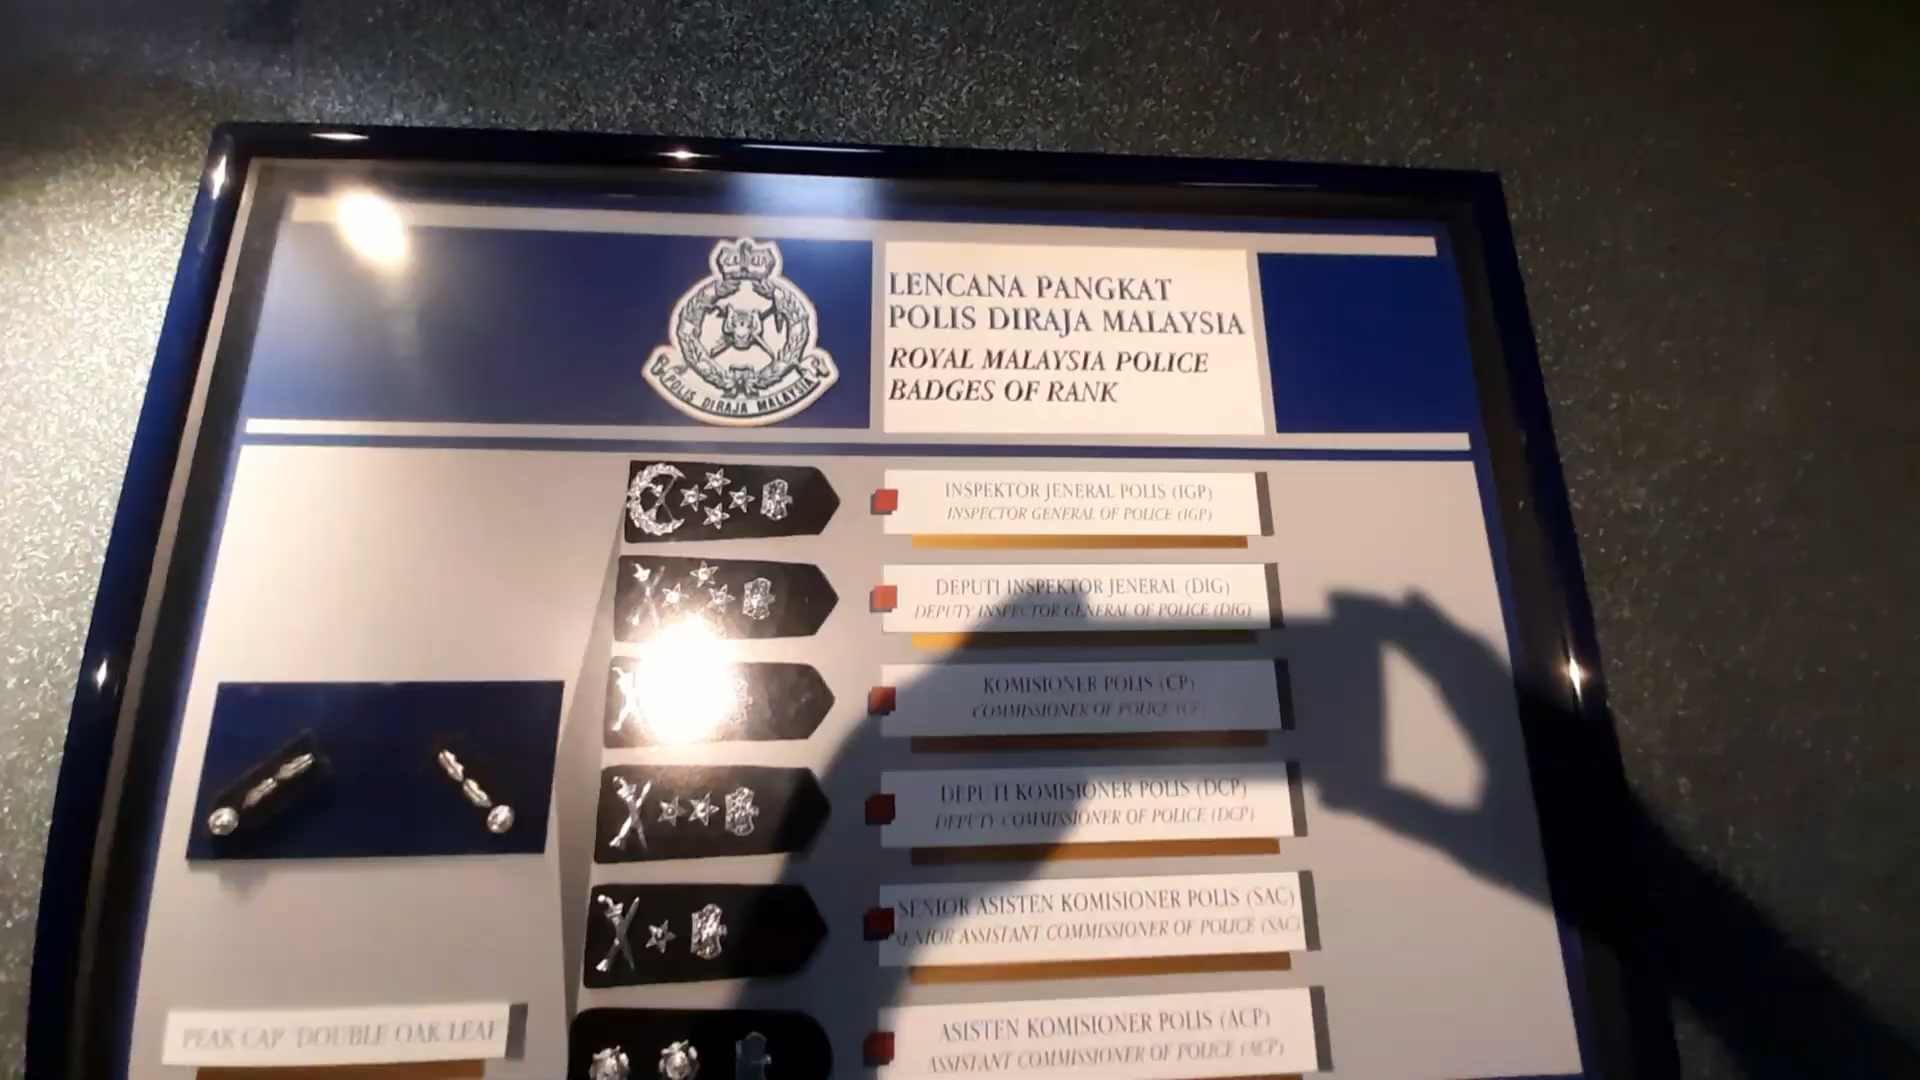 POLIS DIRAJA MALAYSIA
LENCANA PANGKAT
POLIS DIRAJA MALAYSIA
ROYAL MALAYSIA POLICE
BADGES OF RANK
INSPEKTOR JENERAL POLIS (IGP)
INSPECTOR GENERAL OF POLICE (IGP)
DEPUTI INSPEKTOR JENERAL (DIG)
DEPUTY INSPECTOR GENERAL OF POLICE (DIG)
KOMISIONER POLIS (CP)
COMMISSIONER OF POLICE (CP)
DEPUTI KOMISIONER POLIS (DCP)
DEPUTY COMMISSIONER OF POLICE (DCP)
SENIOR ASISTEN KOMISIONER POLIS (SAC)
SENIOR ASSISTANT COMMISSIONER OF POLICE (SAC)
ASISTEN KOMISIONER POLIS (ACP)
ASSISTANT COMMISSIONER OF POLICE (ACP)
PEAK CAP DOUBLE OAK LEAF